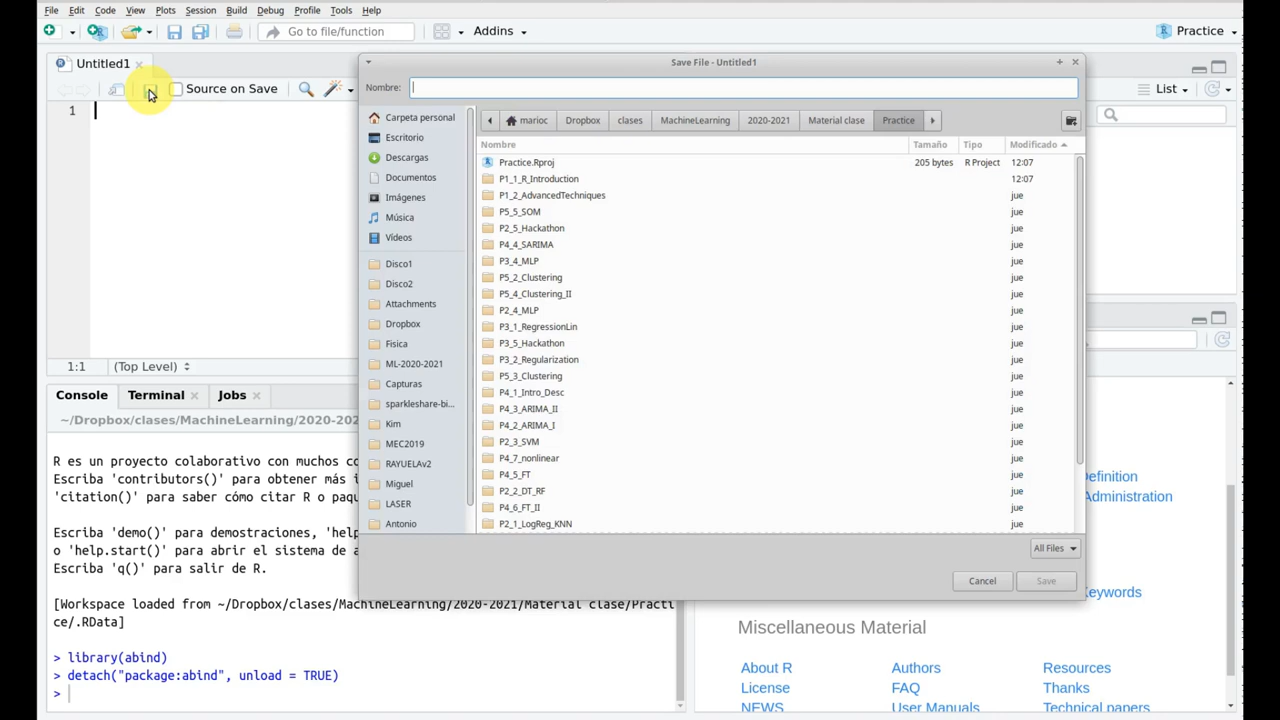 File Edit Code View Plots Session Build Debug Profile Tools Help
Go to file/function Addins Practice
Untitled1
Source on Save List
1
1:1 (Top Level)
Save File - Untitled1
Nombre:
marioc Dropbox clases MachineLearning 2020-2021 Material clase Practice
Carpeta personal
Escritorio
Descargas
Documentos
Imágenes
Música
Vídeos
Disco1
Disco2
Attachments
Dropbox
Fisica
ML-2020-2021
Capturas
sparkleshare-bi...
Kim
MEC2019
RAYUELAv2
Miguel
LASER
Antonio
Nombre Tamaño Tipo Modificado
Practice.Rproj 205 bytes R Project 12:07
P1_1_R_Introduction 12:07
P1_2_AdvancedTechniques jue
P5_5_SOM jue
P2_5_Hackathon jue
P4_4_SARIMA jue
P3_4_MLP jue
P5_2_Clustering jue
P5_4_Clustering_II jue
P2_4_MLP jue
P3_1_RegressionLin jue
P3_5_Hackathon jue
P3_2_Regularization jue
P5_3_Clustering jue
P4_1_Intro_Desc jue
P4_3_ARIMA_II jue
P4_2_ARIMA_I jue
P2_3_SVM jue
P4_7_nonlinear jue
P4_5_FT jue
P2_2_DT_RF jue
P4_6_FT_II jue
P2_1_LogReg_KNN jue
All Files
Cancel Save
Console Terminal Jobs
~/Dropbox/clases/MachineLearning/2020-202
R es un proyecto colaborativo con muchos co
Escriba 'contributors()' para obtener más i
'citation()' para saber cómo citar R o paqu
Escriba 'demo()' para demostraciones, 'help
o 'help.start()' para abrir el sistema de a
Escriba 'q()' para salir de R.
[Workspace loaded from ~/Dropbox/clases/MachineLearning/2020-2021/Material clase/Practi
ce/.RData]
> library(abind)
> detach("package:abind", unload = TRUE)
>
Definition
Administration
Keywords
Miscellaneous Material
About R Authors Resources
License FAQ Thanks
NEWS User Manuals Technical papers